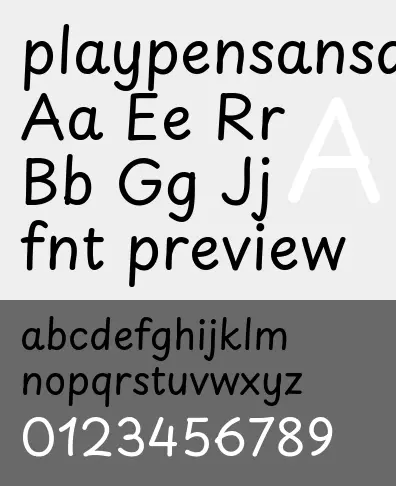 playpensansa
Aa Ee Rr
A
Bb Gg Jj
fnt preview
abcdefghijklm
nopqrstuvwxyz
0123456789